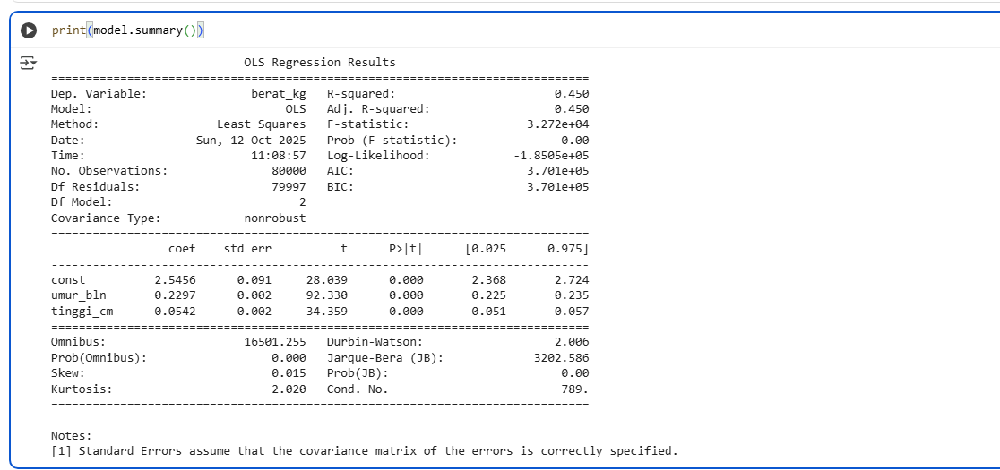 print(model.summary())
OLS Regression Results
==============================================================================
Dep. Variable:                berat_kg   R-squared:                       0.450
Model:                             OLS   Adj. R-squared:                  0.450
Method:                  Least Squares   F-statistic:                 3.272e+04
Date:                 Sun, 12 Oct 2025   Prob (F-statistic):               0.00
Time:                         11:08:57   Log-Likelihood:            -1.8505e+05
No. Observations:                80000   AIC:                         3.701e+05
Df Residuals:                    79997   BIC:                         3.701e+05
Df Model:                            2
Covariance Type:             nonrobust
==============================================================================
                 coef    std err          t      P>|t|      [0.025      0.975]
------------------------------------------------------------------------------
const          2.5456      0.091     28.039      0.000       2.368       2.724
umur_bln       0.2297      0.002     92.330      0.000       0.225       0.235
tinggi_cm      0.0542      0.002     34.359      0.000       0.051       0.057
==============================================================================
Omnibus:                    16501.255   Durbin-Watson:                   2.006
Prob(Omnibus):                  0.000   Jarque-Bera (JB):             3202.586
Skew:                           0.015   Prob(JB):                         0.00
Kurtosis:                       2.020   Cond. No.                         789.
==============================================================================
Notes:
[1] Standard Errors assume that the covariance matrix of the errors is correctly specified.